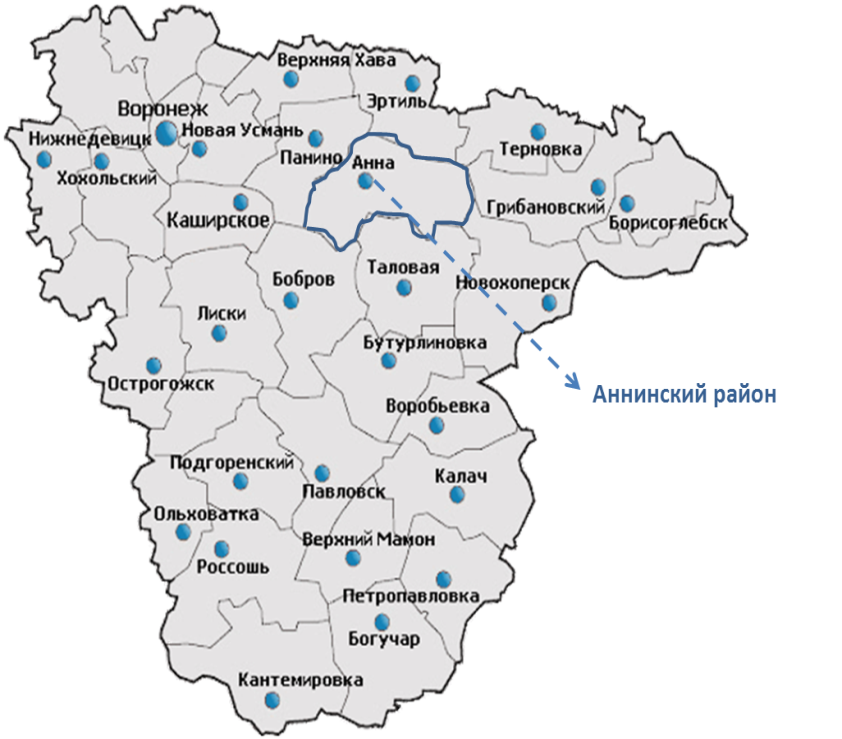 Верхняя Хава
Эртиль
Воронеж
Новая Усмань
Нижнедевицк
Панино
Анна
Терновка
Хохольский
Грибановский
Каширское
Борисоглебск
Бобров
Таловая
Новохоперск
Лиски
Бутурлиновка
Острогожск
Аннинский район
Воробьевка
Подгоренский
Павловск
Калач
Ольховатка
Верхний Мамон
Россошь
Петропавловка
Богучар
Кантемировка